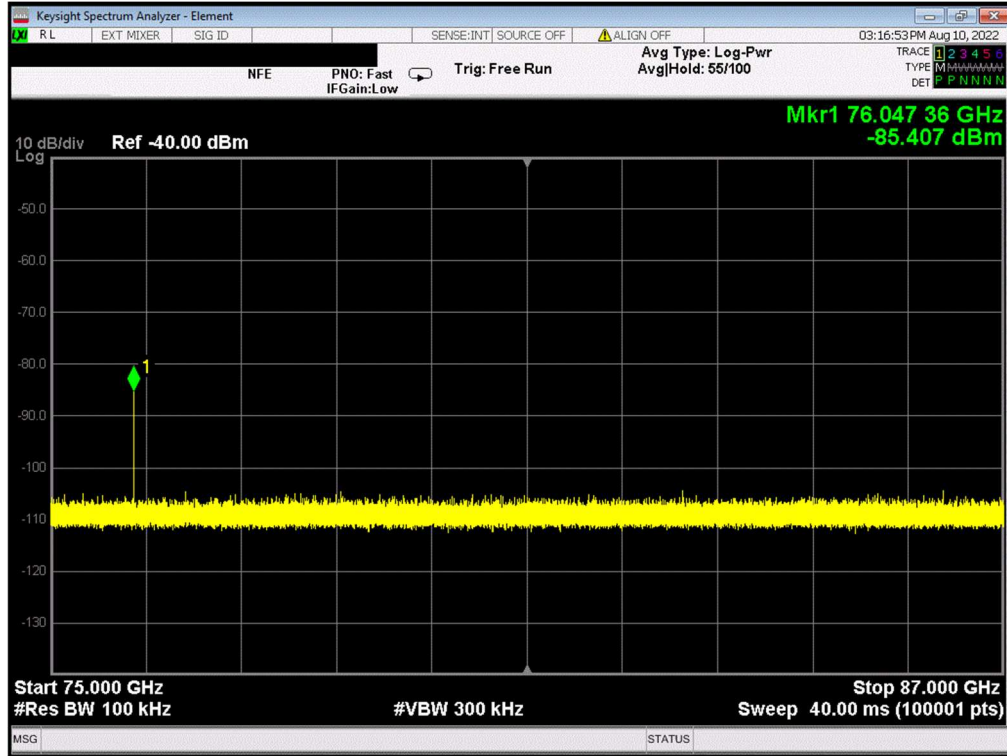 Keysight Spectrum Analyzer - Element
LXI RL EXT MIXER SIG ID SENSE:INT SOURCE OFF ALIGN OFF 03:16:53 PM Aug 10, 2022
NFE PNO: Fast IFGain:Low Trig: Free Run Avg Type: Log-Pwr Avg|Hold: 55/100
TRACE 1 2 3 4 5 6
TYPE M
DET P P N N N N
Mkr1 76.047 36 GHz
-85.407 dBm
10 dB/div Ref -40.00 dBm
Log
-50.0
-60.0
-70.0
-80.0
1
-90.0
-100
-110
-120
-130
Start 75.000 GHz Stop 87.000 GHz
#Res BW 100 kHz #VBW 300 kHz Sweep 40.00 ms (100001 pts)
MSG STATUS